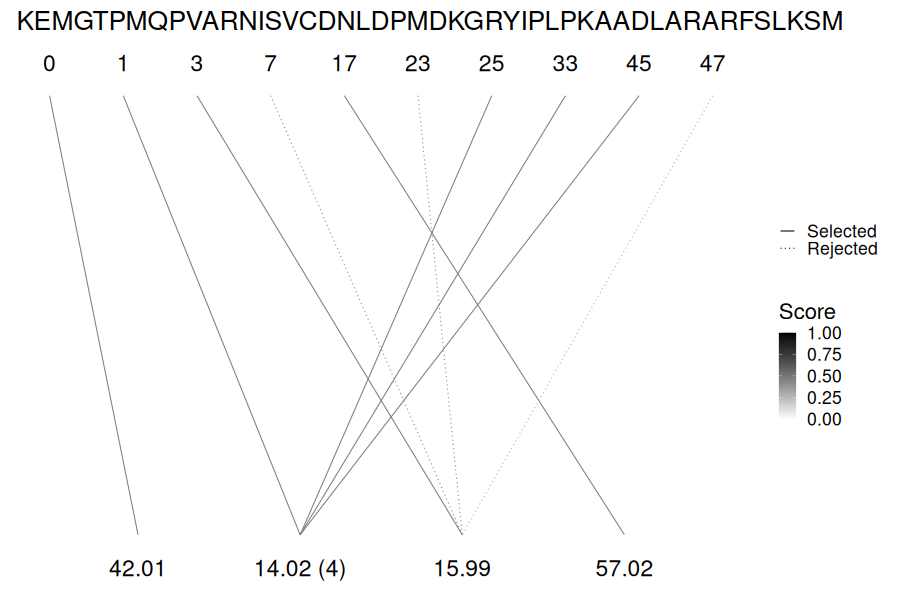 KEMGTPMQPVARNISVCDNLDPMDKGRYIPLPKAADLARARFSLKSM
0 1 3 7 17 23 25 33 45 47
Selected
Rejected
Score
1.00
0.75
0.50
0.25
0.00
42.01 14.02 (4) 15.99 57.02